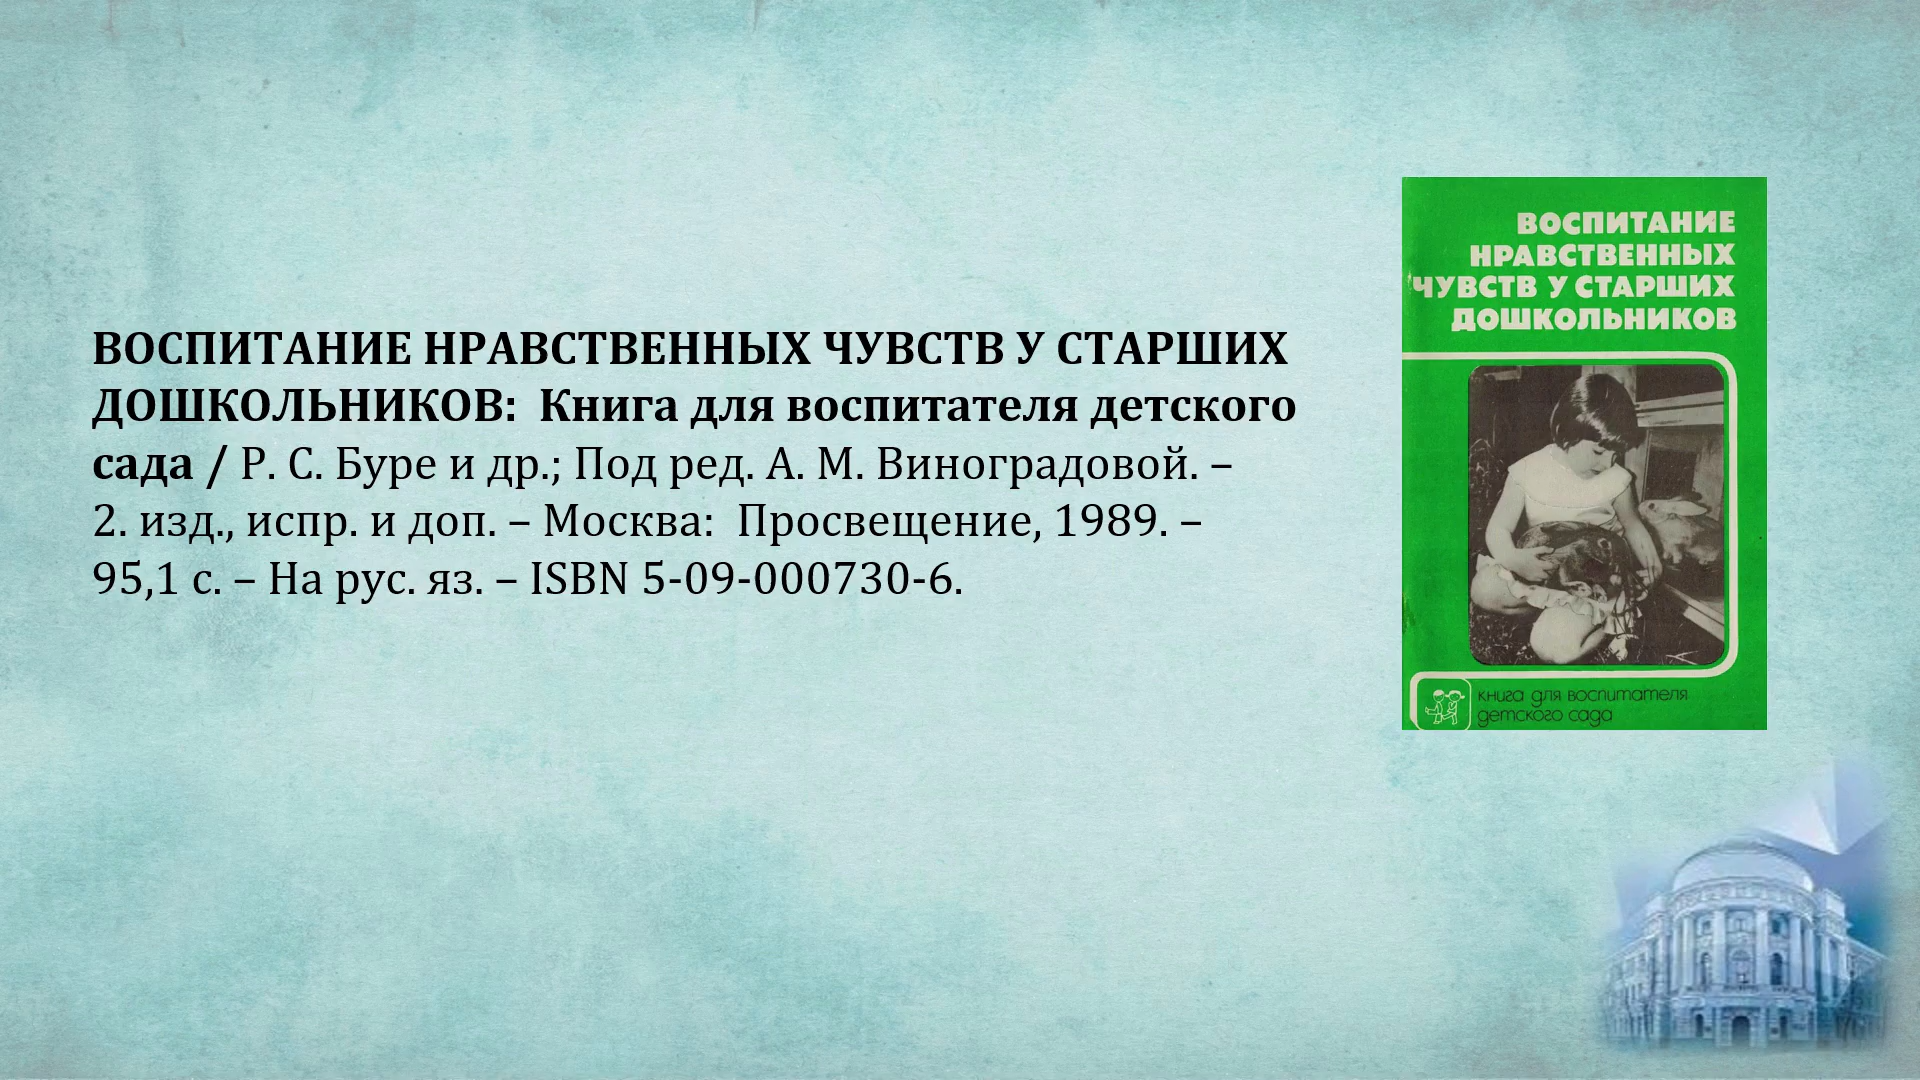 ВОСПИТАНИЕ НРАВСТВЕННЫХ ЧУВСТВ У СТАРШИХ
ДОШКОЛЬНИКОВ: Книга для воспитателя детского
сада / Р. С. Буре и др.; Под ред. А. М. Виноградовой. –
2. изд., испр. и доп. – Москва: Просвещение, 1989. –
95,1 с. – На рус. яз. – ISBN 5-09-000730-6.
ВОСПИТАНИЕ
НРАВСТВЕННЫХ
ЧУВСТВ У СТАРШИХ
ДОШКОЛЬНИКОВ
книга для воспитателя
детского сада